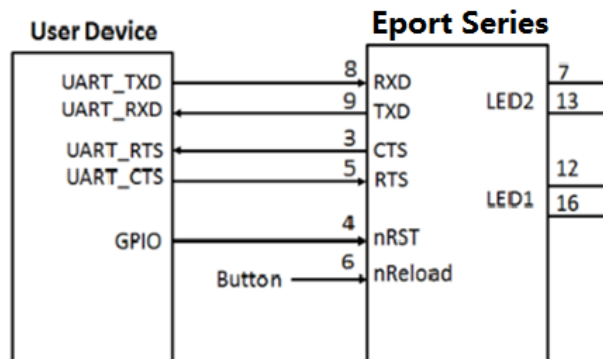 User Device
Eport Series
UART_TXD 8 RXD 7
UART_RXD 9 TXD LED2 13
UART_RTS 3 CTS
UART_CTS 5 RTS 12
LED1 16
GPIO 4 nRST
Button 6 nReload